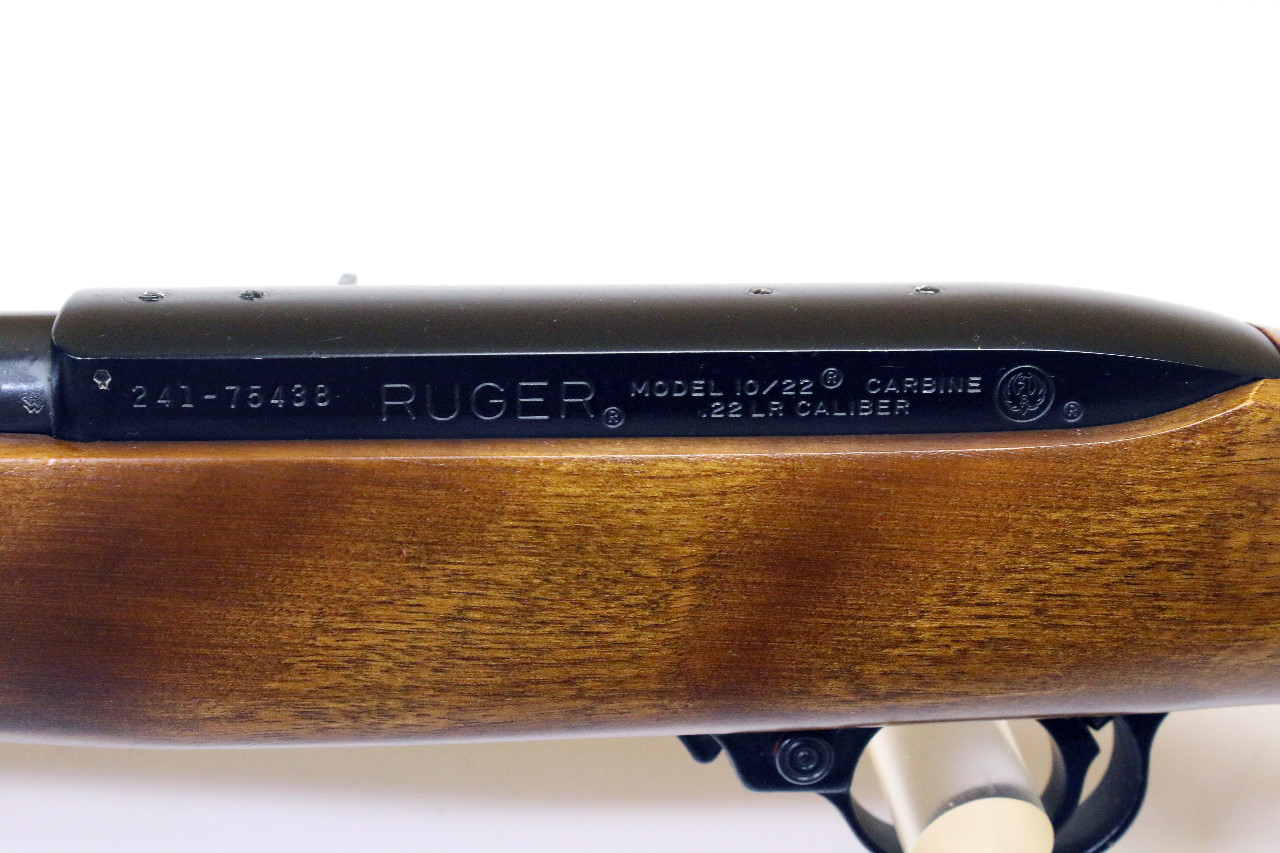 241-75438
RUGER®
MODEL 10/22® CARBINE
.22 LR CALIBER
®